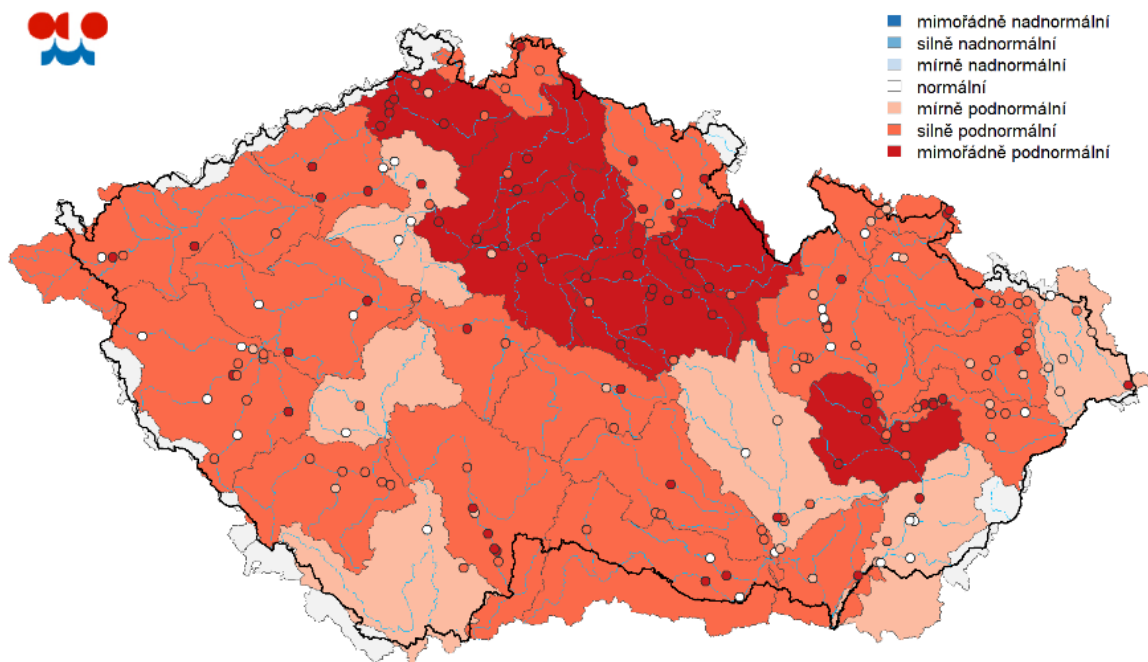 mimořádně nadnormální
silně nadnormální
mírně nadnormální
normální
mírně podnormální
silně podnormální
mimořádně podnormální